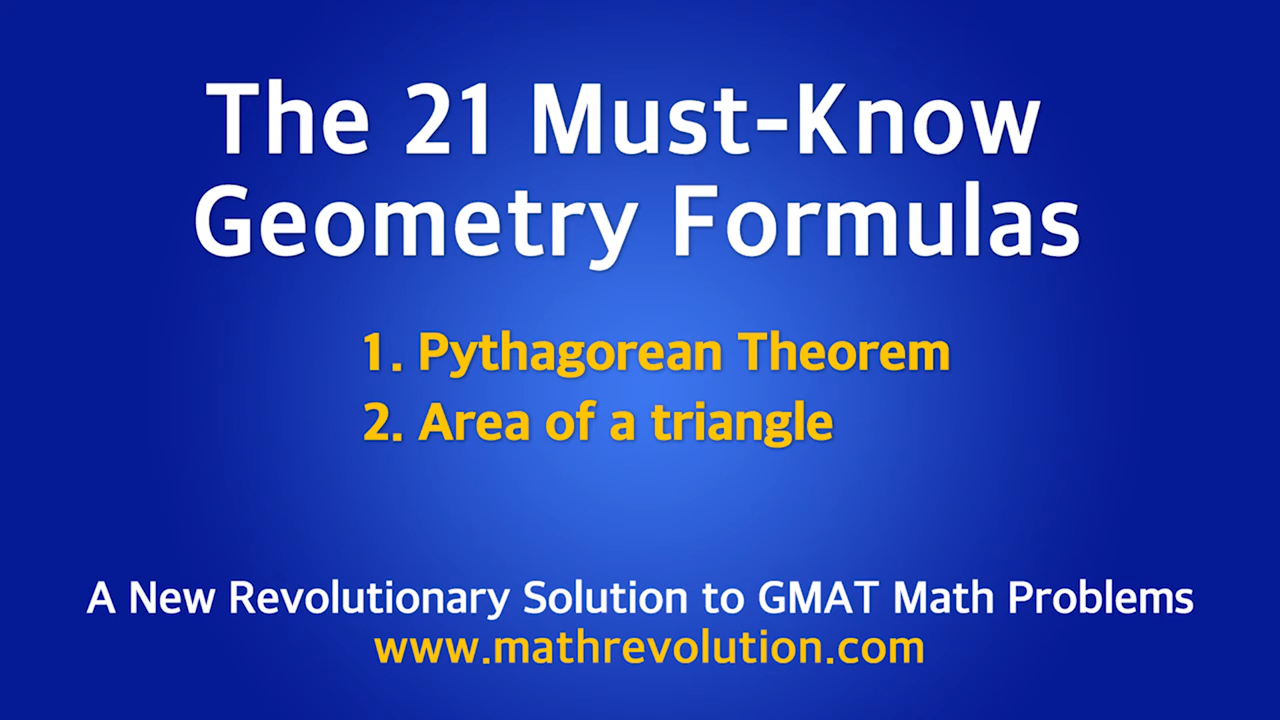 The 21 Must-Know
Geometry Formulas
1. Pythagorean Theorem
2. Area of a triangle
A New Revolutionary Solution to GMAT Math Problems
www.mathrevolution.com